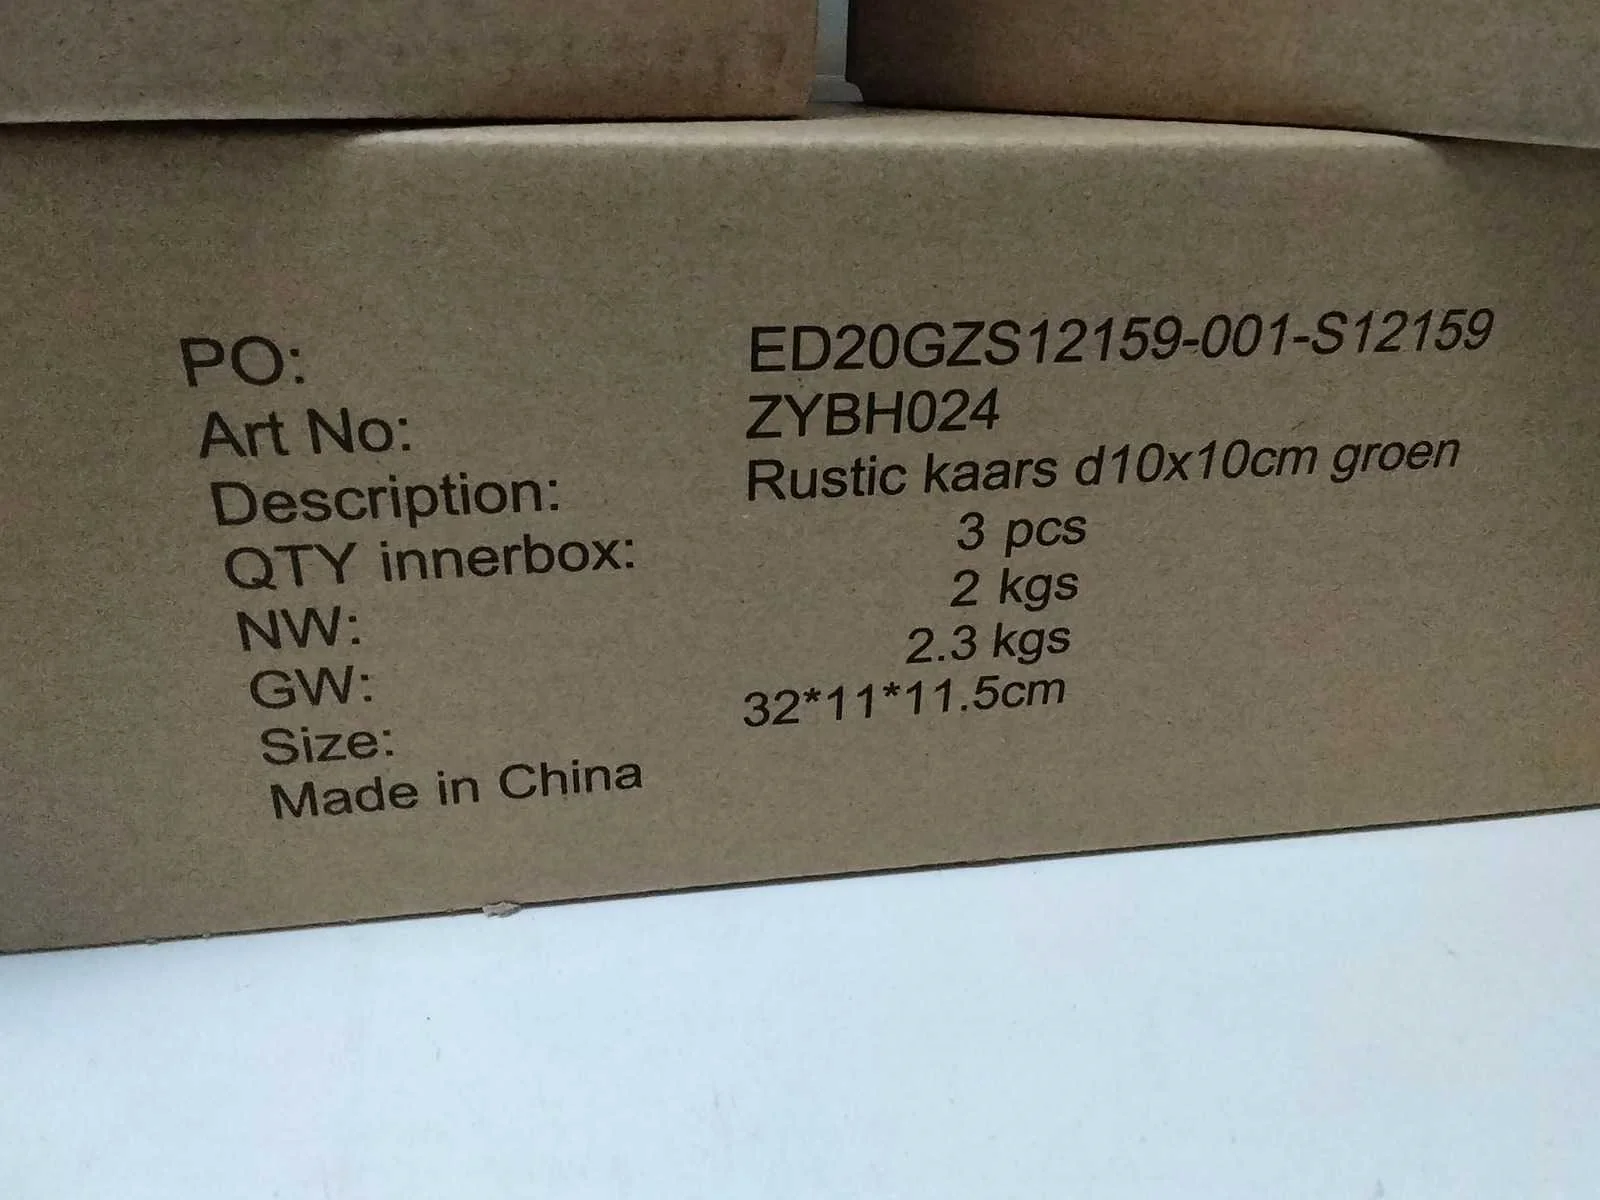 PO: ED20GZS12159-001-S12159
Art No: ZYBH024
Description: Rustic kaars d10x10cm groen
QTY innerbox: 3 pcs
NW: 2 kgs
GW: 2.3 kgs
Size: 32*11*11.5cm
Made in China